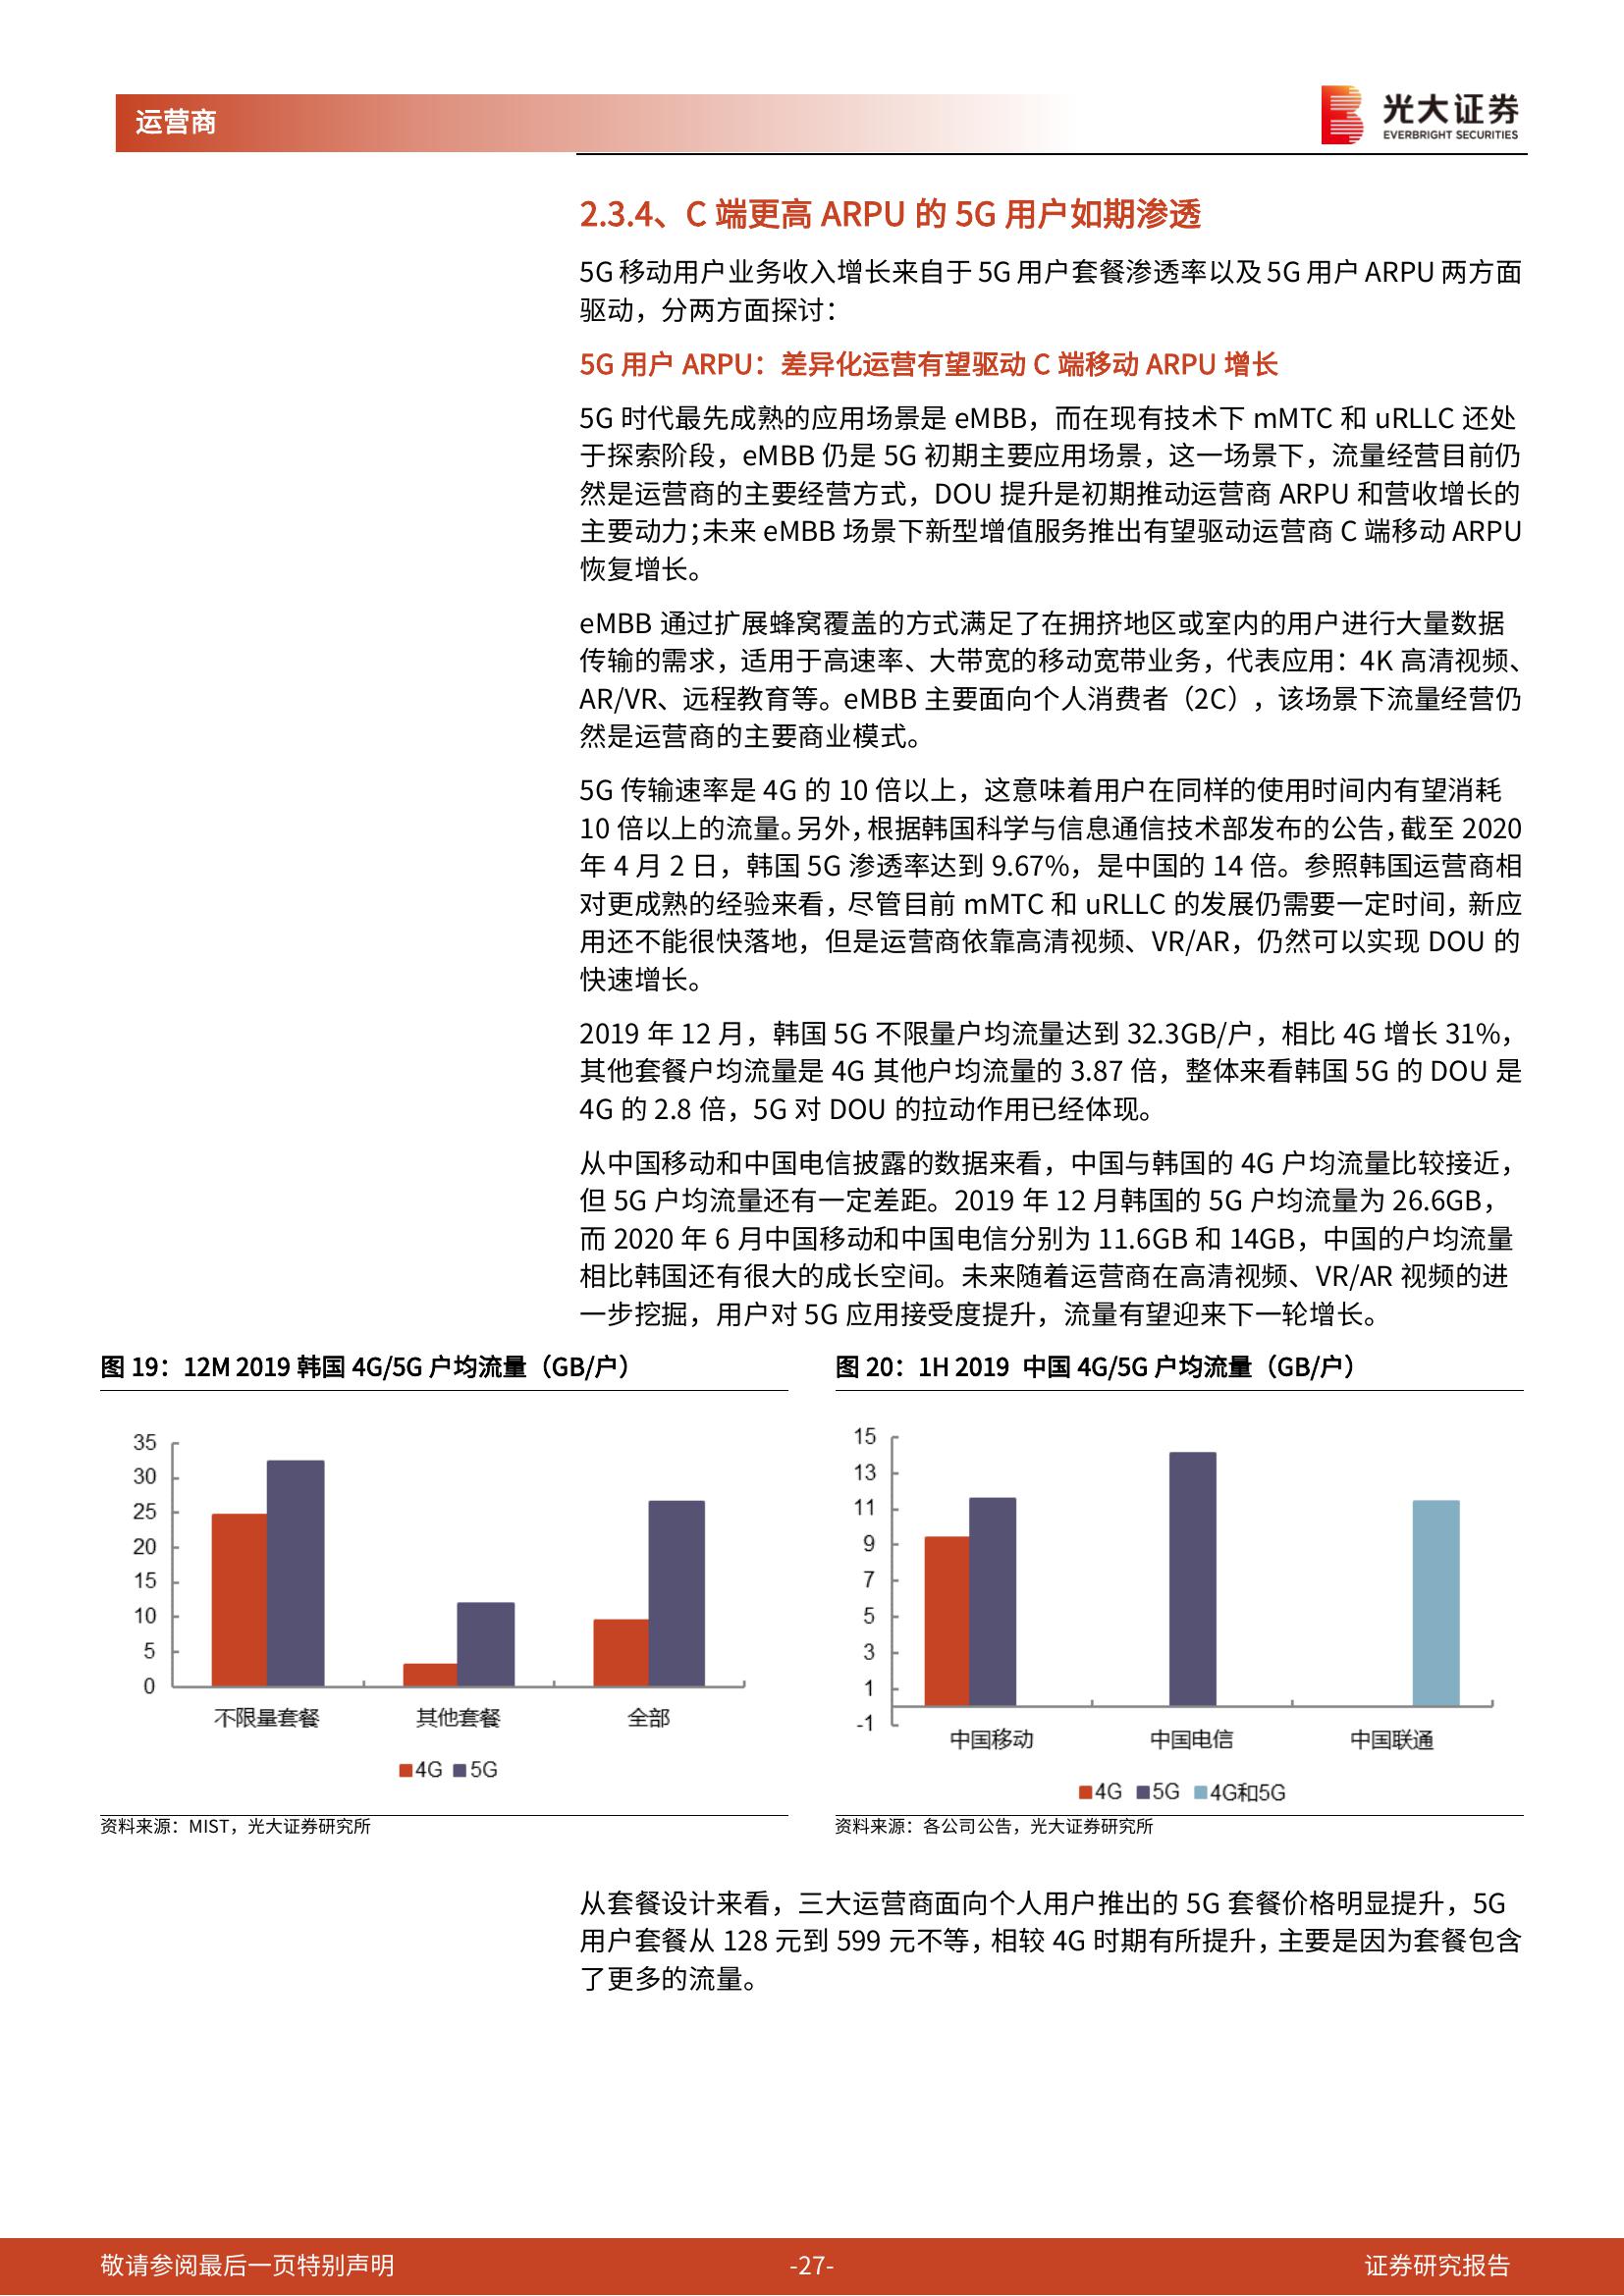 运营商
光大证券
EVERBRIGHT SECURITIES
2.3.4、C 端更高 ARPU 的 5G 用户如期渗透
5G 移动用户业务收入增长来自于 5G 用户套餐渗透率以及 5G 用户 ARPU 两方面
驱动，分两方面探讨：
5G 用户 ARPU：差异化运营有望驱动 C 端移动 ARPU 增长
5G 时代最先成熟的应用场景是 eMBB，而在现有技术下 mMTC 和 uRLLC 还处
于探索阶段，eMBB 仍是 5G 初期主要应用场景，这一场景下，流量经营目前仍
然是运营商的主要经营方式，DOU 提升是初期推动运营商 ARPU 和营收增长的
主要动力；未来 eMBB 场景下新型增值服务推出有望驱动运营商 C 端移动 ARPU
恢复增长。
eMBB 通过扩展蜂窝覆盖的方式满足了在拥挤地区或室内的用户进行大量数据
传输的需求，适用于高速率、大带宽的移动宽带业务，代表应用：4K 高清视频、
AR/VR、远程教育等。eMBB 主要面向个人消费者（2C），该场景下流量经营仍
然是运营商的主要商业模式。
5G 传输速率是 4G 的 10 倍以上，这意味着用户在同样的使用时间内有望消耗
10 倍以上的流量。另外，根据韩国科学与信息通信技术部发布的公告，截至 2020
年 4 月 2 日，韩国 5G 渗透率达到 9.67%，是中国的 14 倍。参照韩国运营商相
对更成熟的经验来看，尽管目前 mMTC 和 uRLLC 的发展仍需要一定时间，新应
用还不能很快落地，但是运营商依靠高清视频、VR/AR，仍然可以实现 DOU 的
快速增长。
2019 年 12 月，韩国 5G 不限量户均流量达到 32.3GB/户，相比 4G 增长 31%，
其他套餐户均流量是 4G 其他户均流量的 3.87 倍，整体来看韩国 5G 的 DOU 是
4G 的 2.8 倍，5G 对 DOU 的拉动作用已经体现。
从中国移动和中国电信披露的数据来看，中国与韩国的 4G 户均流量比较接近，
但 5G 户均流量还有一定差距。2019 年 12 月韩国的 5G 户均流量为 26.6GB，
而 2020 年 6 月中国移动和中国电信分别为 11.6GB 和 14GB，中国的户均流量
相比韩国还有很大的成长空间。未来随着运营商在高清视频、VR/AR 视频的进
一步挖掘，用户对 5G 应用接受度提升，流量有望迎来下一轮增长。
图 19：12M 2019 韩国 4G/5G 户均流量（GB/户）
35
30
25
20
15
10
5
0
不限量套餐 其他套餐 全部
4G 5G
资料来源：MIST，光大证券研究所
图 20：1H 2019 中国 4G/5G 户均流量（GB/户）
15
13
11
9
7
5
3
1
-1
中国移动 中国电信 中国联通
4G 5G 4G和5G
资料来源：各公司公告，光大证券研究所
从套餐设计来看，三大运营商面向个人用户推出的 5G 套餐价格明显提升，5G
用户套餐从 128 元到 599 元不等，相较 4G 时期有所提升，主要是因为套餐包含
了更多的流量。
敬请参阅最后一页特别声明 -27- 证券研究报告